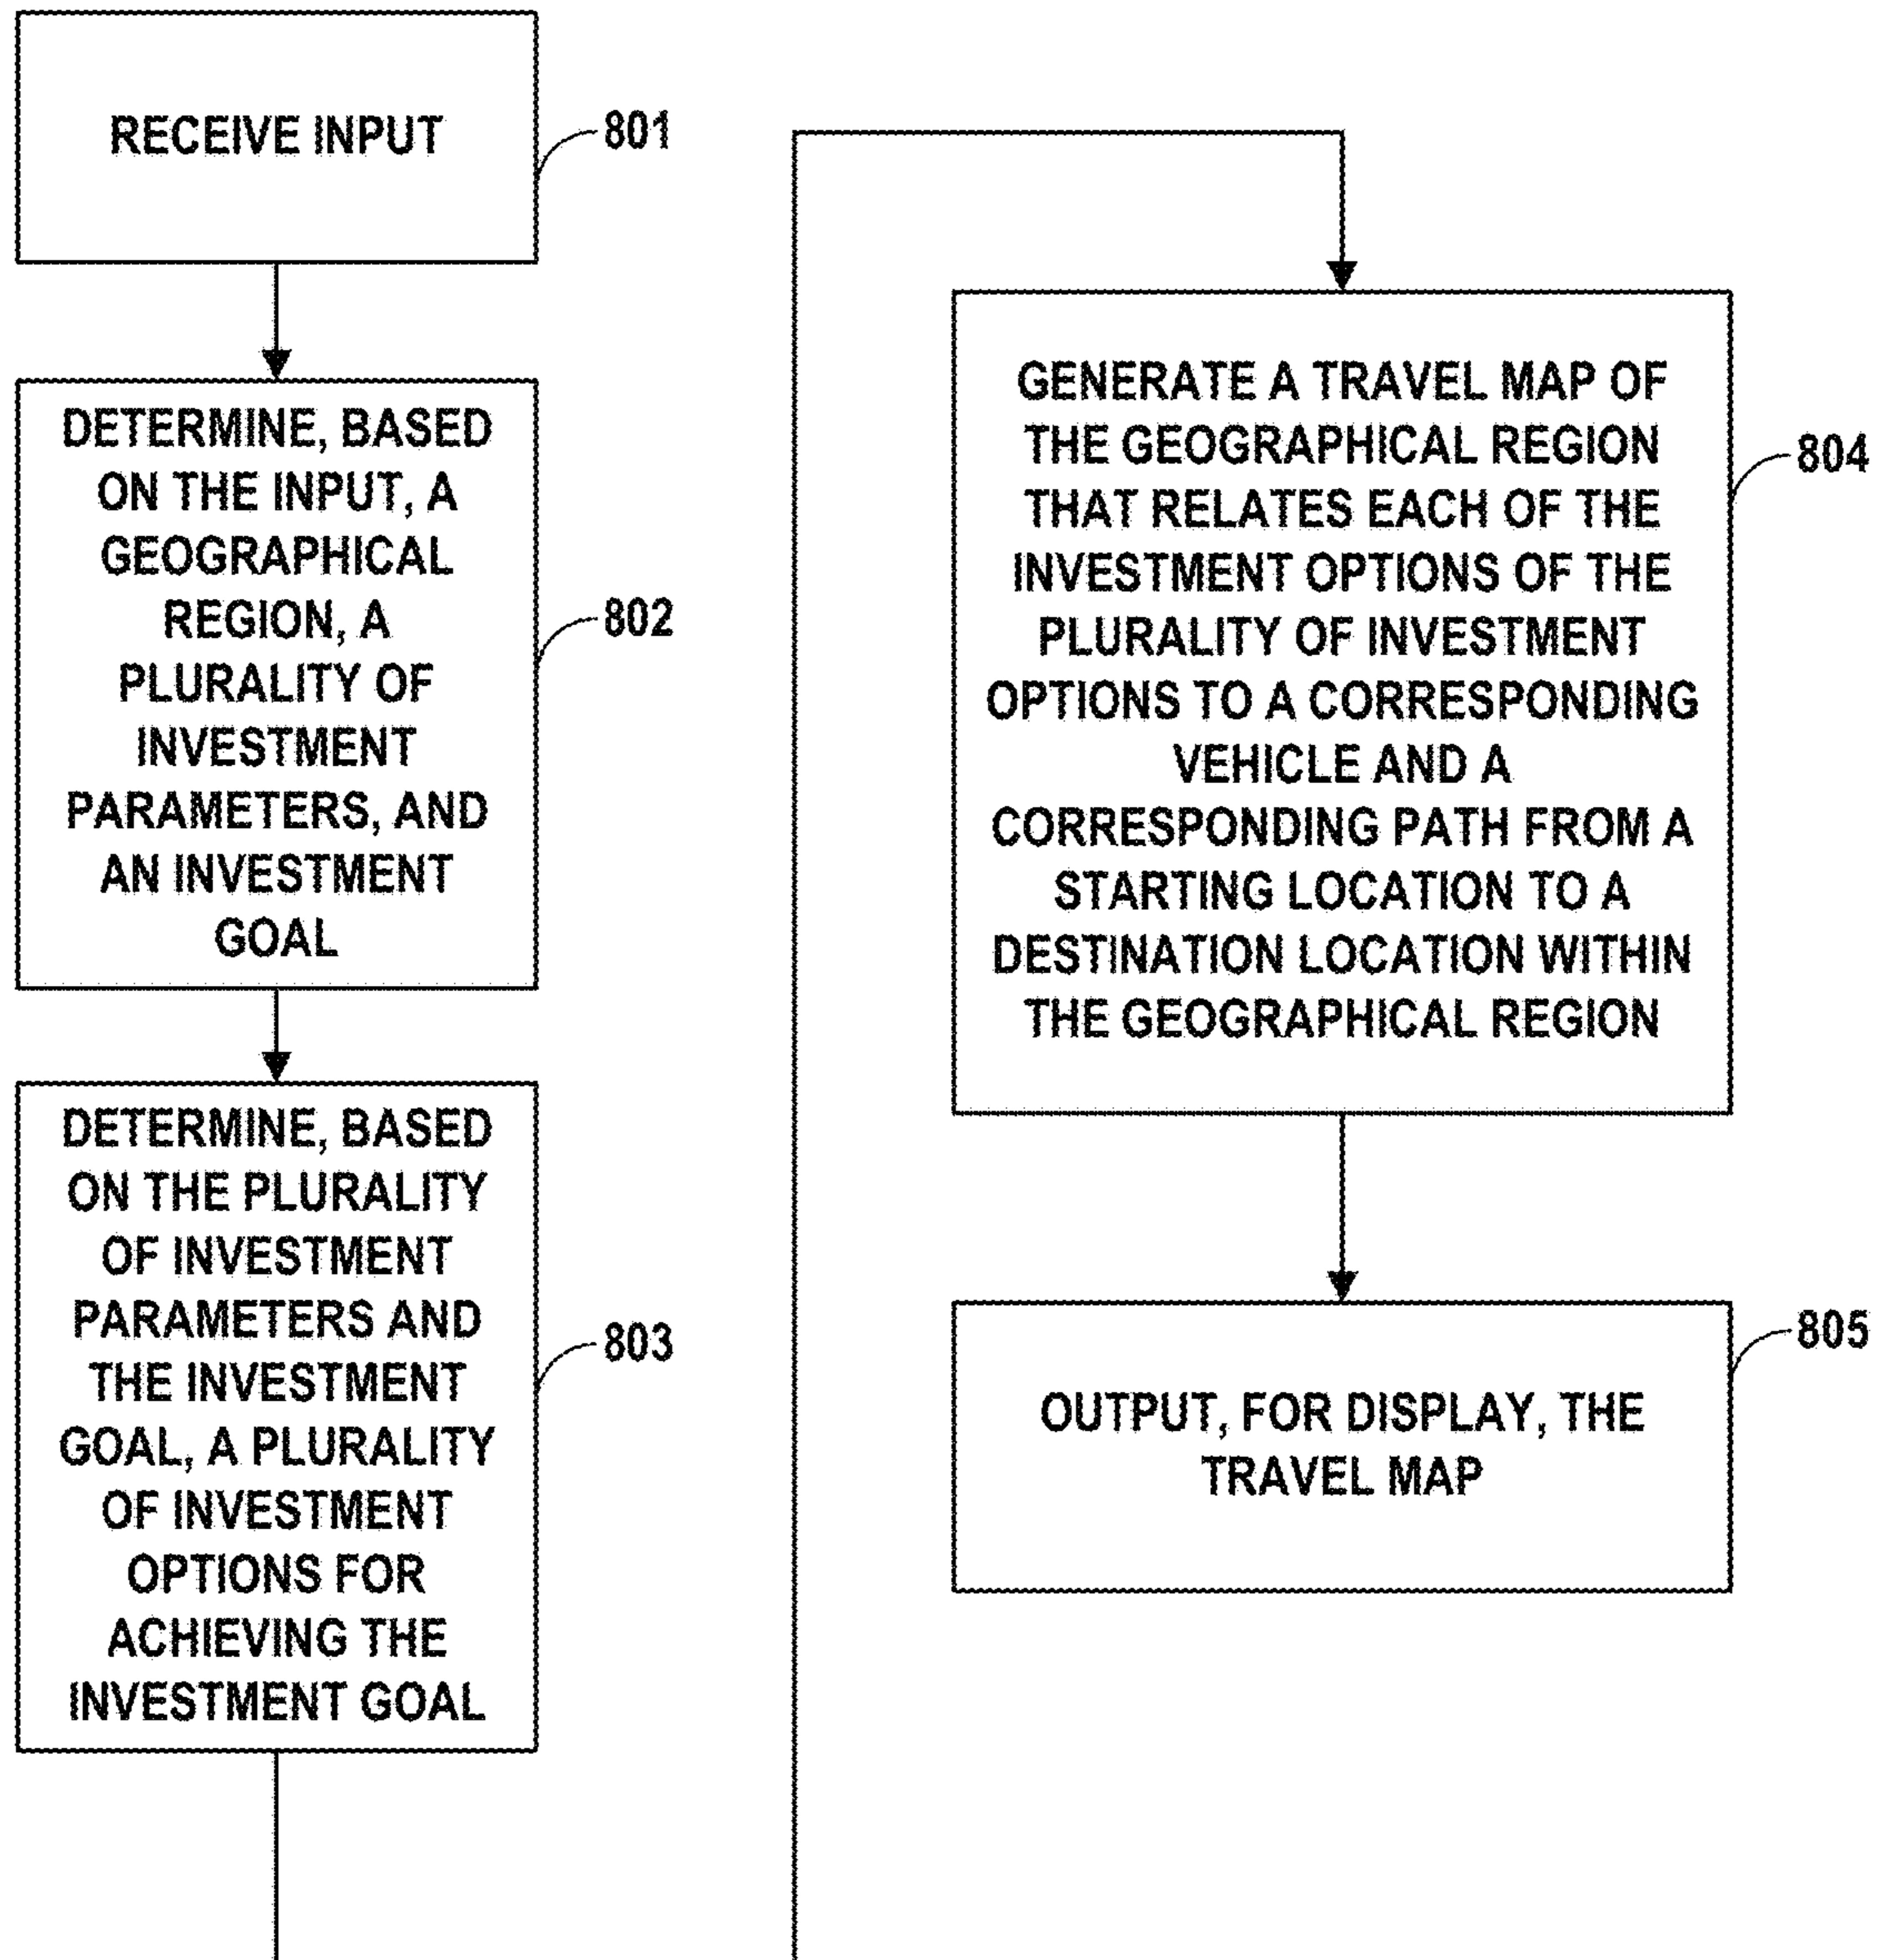 RECEIVE INPUT
801
DETERMINE, BASED
ON THE INPUT, A
GEOGRAPHICAL
REGION, A
PLURALITY OF
INVESTMENT
PARAMETERS, AND
AN INVESTMENT
GOAL
802
DETERMINE, BASED
ON THE PLURALITY
OF INVESTMENT
PARAMETERS AND
THE INVESTMENT
GOAL, A PLURALITY
OF INVESTMENT
OPTIONS FOR
ACHIEVING THE
INVESTMENT GOAL
803
GENERATE A TRAVEL MAP OF
THE GEOGRAPHICAL REGION
THAT RELATES EACH OF THE
INVESTMENT OPTIONS OF THE
PLURALITY OF INVESTMENT
OPTIONS TO A CORRESPONDING
VEHICLE AND A
CORRESPONDING PATH FROM A
STARTING LOCATION TO A
DESTINATION LOCATION WITHIN
THE GEOGRAPHICAL REGION
804
OUTPUT, FOR DISPLAY, THE
TRAVEL MAP
805